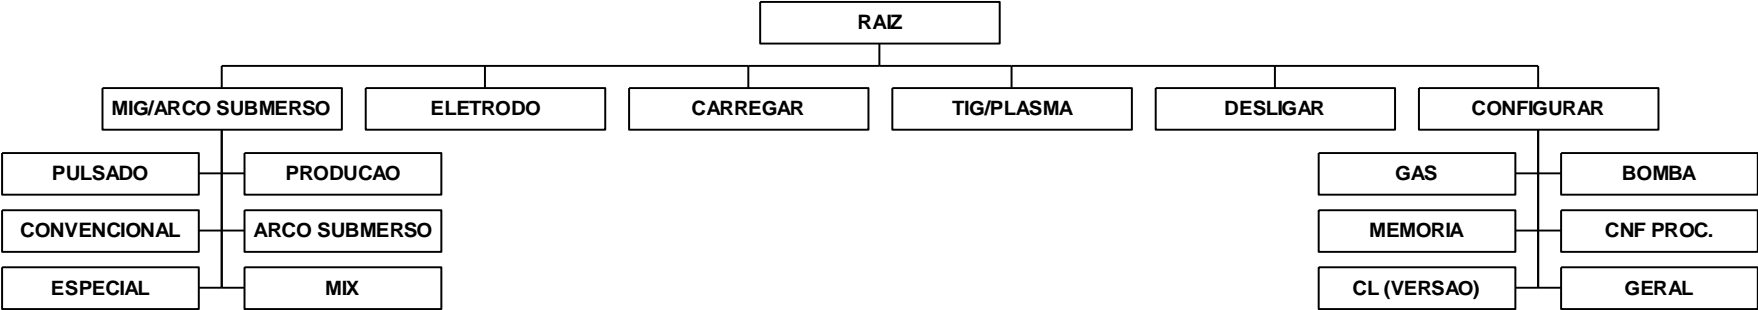 RAIZ
MIG/ARCO SUBMERSO
ELETRODO
CARREGAR
TIG/PLASMA
DESLIGAR
CONFIGURAR
PULSADO
PRODUCAO
GAS
BOMBA
CONVENCIONAL
ARCO SUBMERSO
MEMORIA
CNF PROC.
ESPECIAL
MIX
CL (VERSAO)
GERAL